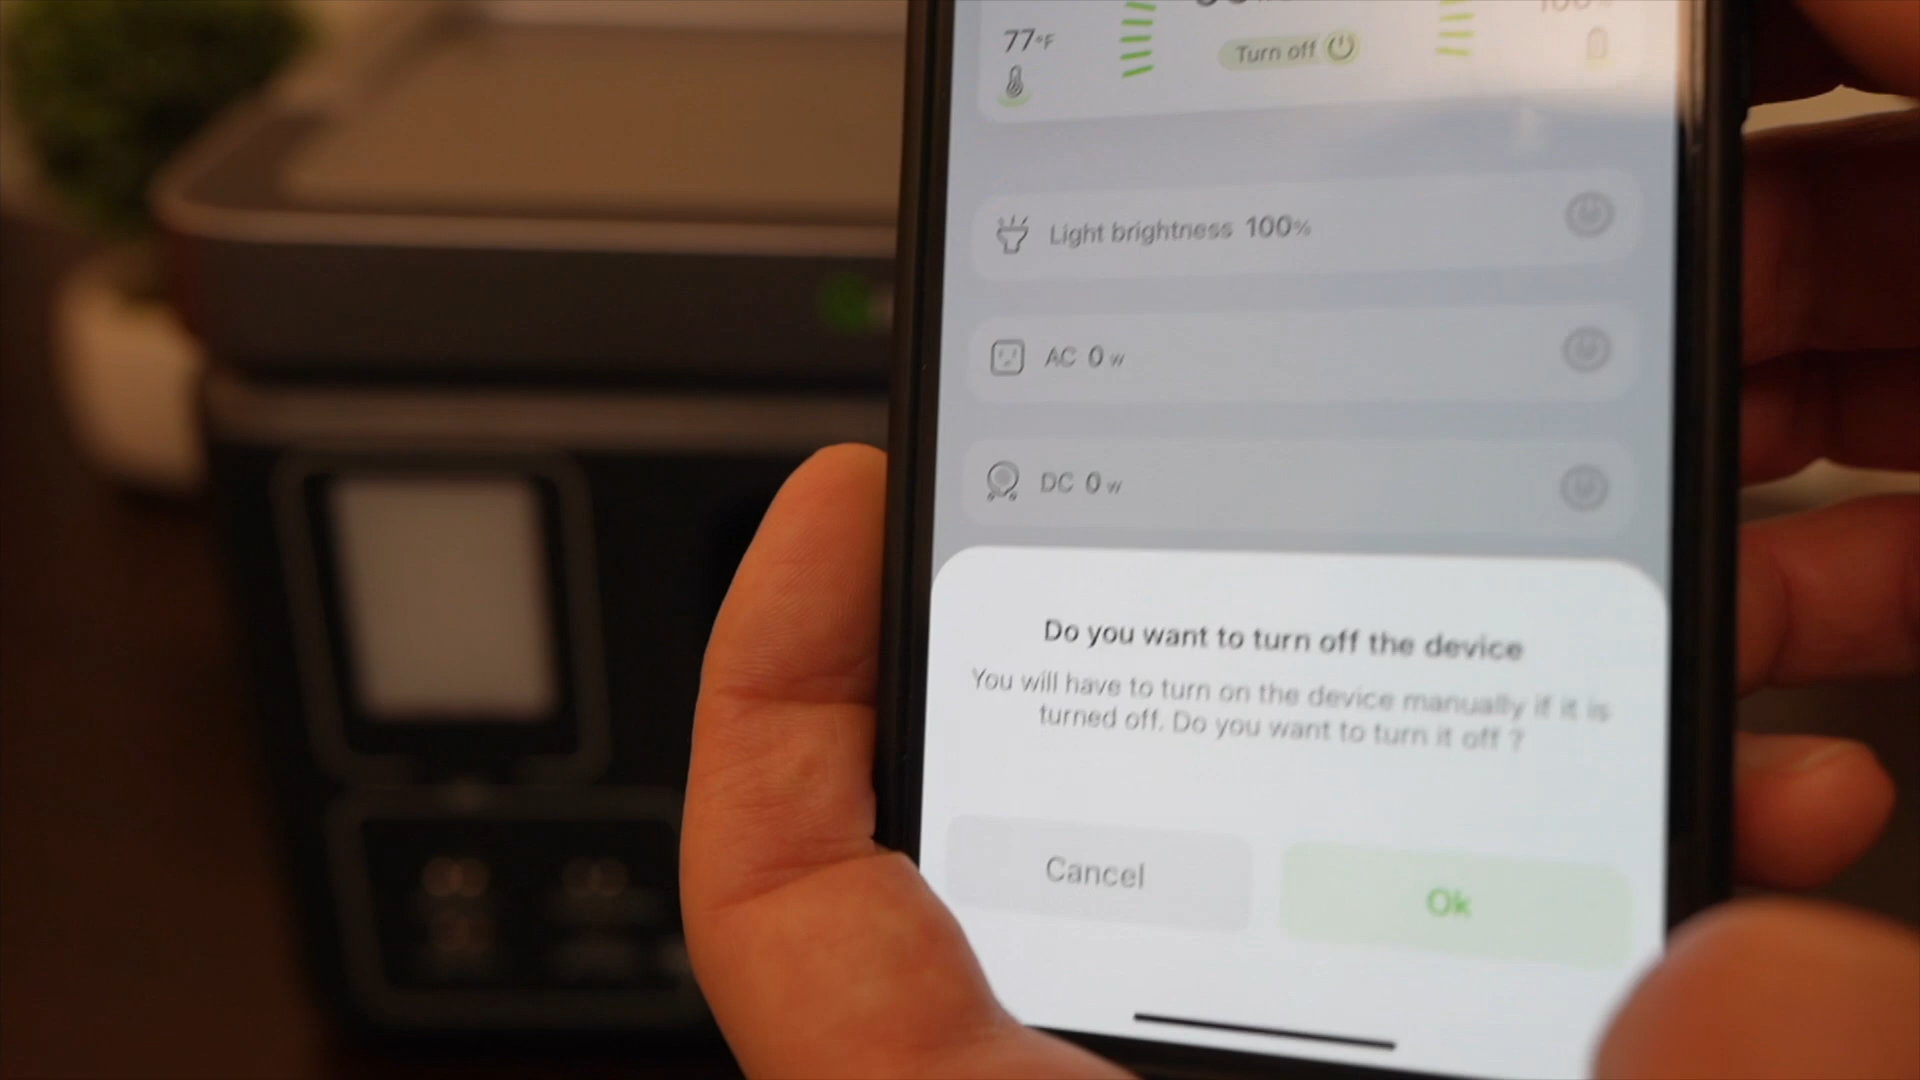 77°F
Turn off
100%
Light brightness 100%
AC 0 w
DC 0 w
Do you want to turn off the device
You will have to turn on the device manually if it is
turned off. Do you want to turn it off ?
Cancel
Ok